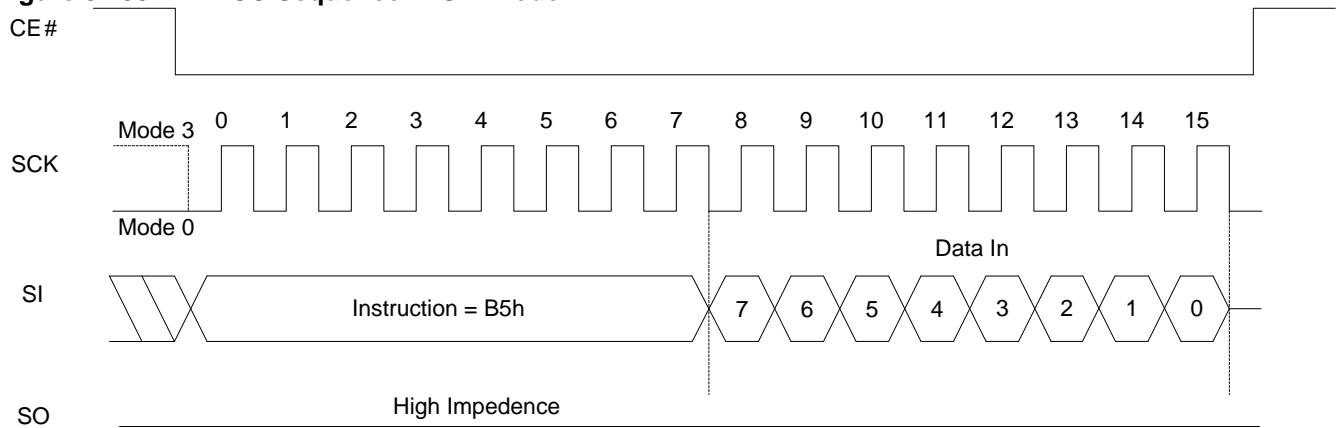 CE#
Mode 3 0 1 2 3 4 5 6 7 8 9 10 11 12 13 14 15
SCK
Mode 0
Data In
SI
Instruction = B5h
7 6 5 4 3 2 1 0
High Impedence
SO